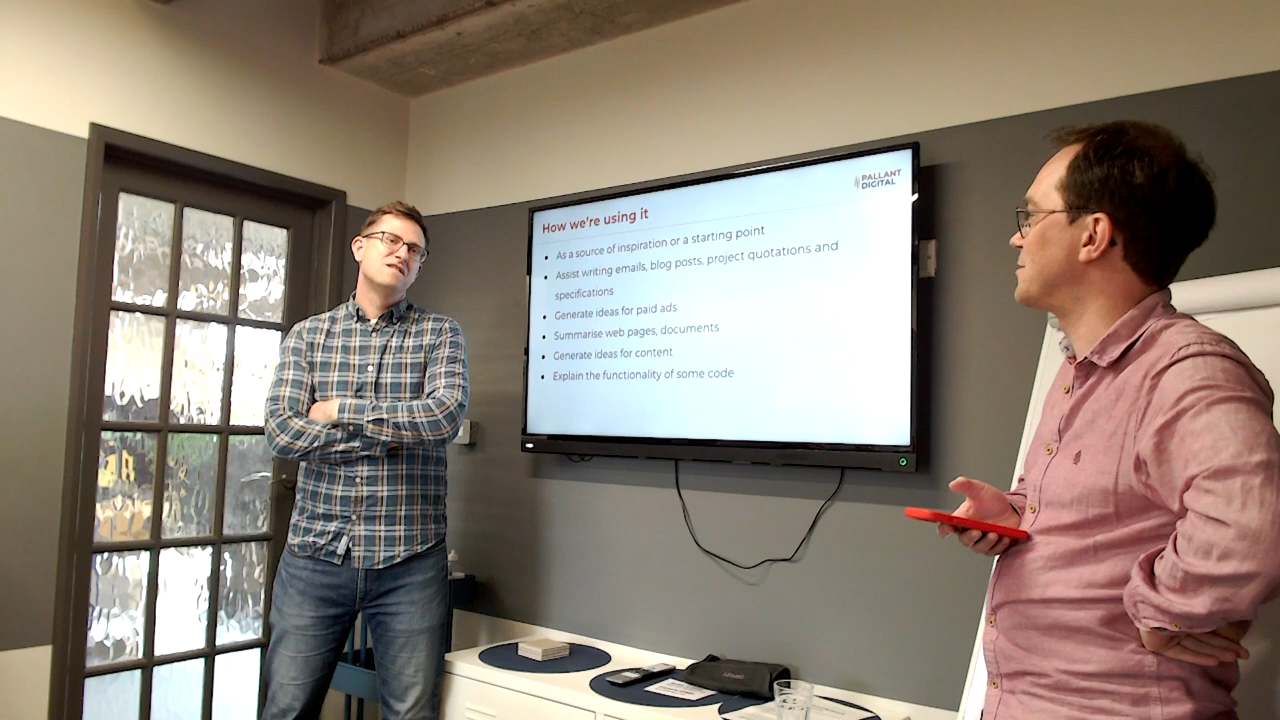 PALLANT
DIGITAL
How we're using it
• As a source of inspiration or a starting point
• Assist writing emails, blog posts, project quotations and
specifications
• Generate ideas for paid ads
• Summarise web pages, documents
• Generate ideas for content
• Explain the functionality of some code